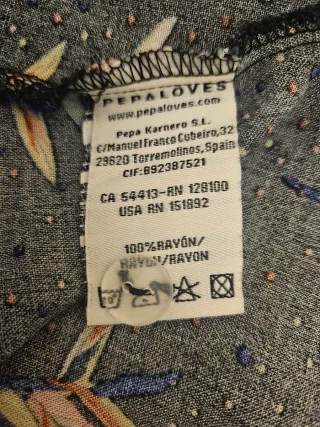 PEPALOVES
www.pepaloves.com
Pepa Karnero S.L.
C/Manuel Franco Cubeiro,32
29620 Torremolinos, Spain
CIF:B92387521
CA 54413-RN 128100
USA RN 151892
100%RAYÓN/
RAYON/RAYON